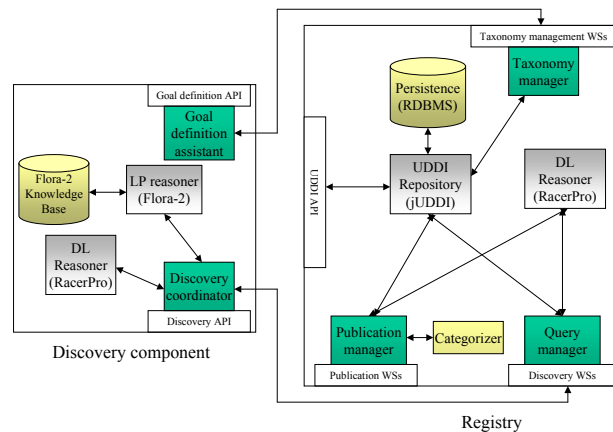 Taxonomy management WSs
Taxonomy
manager
Goal definition API
Goal
definition
assistant
Persistence
(RDBMS)
UDDI API
UDDI
Repository
(jUDDI)
DL
Reasoner
(RacerPro)
Flora-2
Knowledge
Base
LP reasoner
(Flora-2)
DL
Reasoner
(RacerPro)
Discovery
coordinator
Discovery API
Discovery component
Publication
manager
Publication WSs
Categorizer
Query
manager
Discovery WSs
Registry